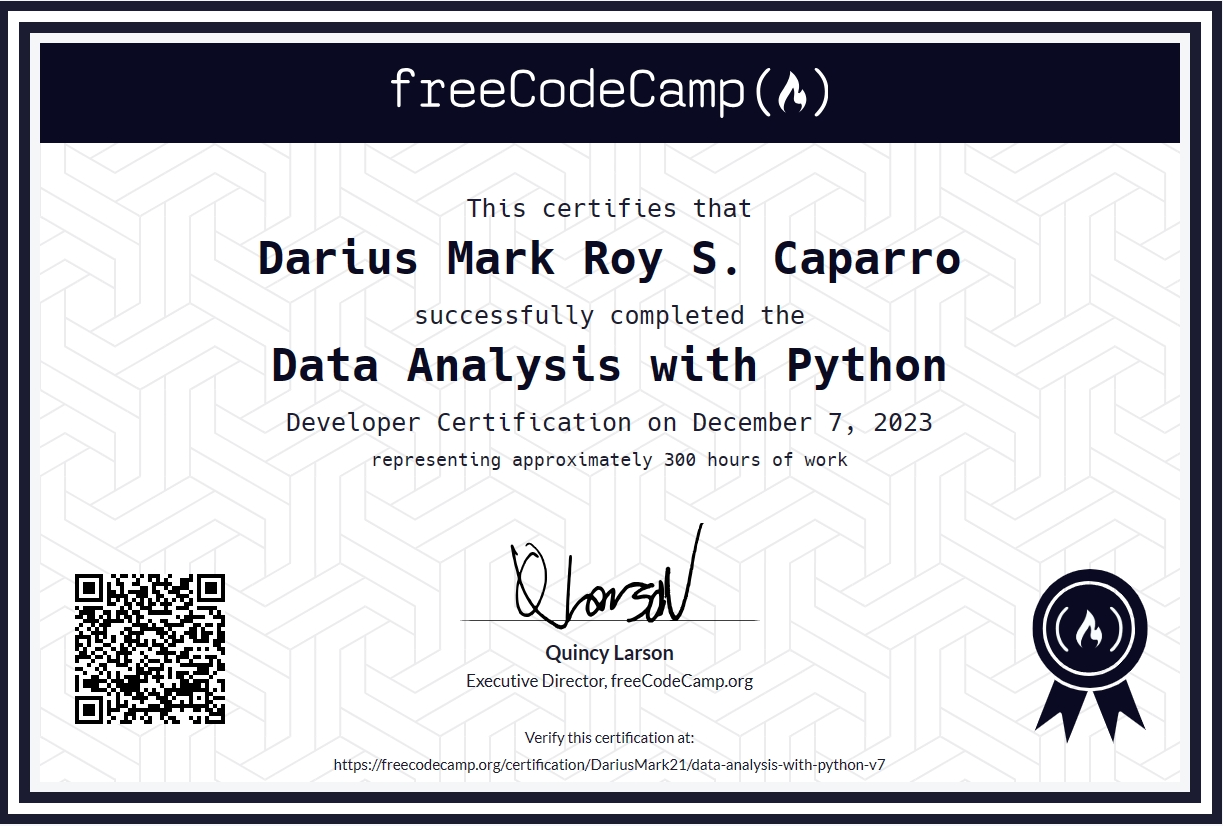 freeCodeCamp
This certifies that
Darius Mark Roy S. Caparro
successfully completed the
Data Analysis with Python
Developer Certification on December 7, 2023
representing approximately 300 hours of work
Quincy Larson
Executive Director, freeCodeCamp.org
Verify this certification at:
https://freecodecamp.org/certification/DariusMark21/data-analysis-with-python-v7